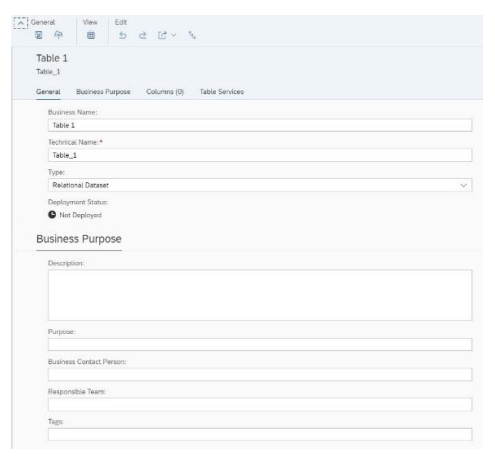 General View Edit
Table 1
Table_1
General Business Purpose Columns (0) Table Services
Business Name:
Table 1
Technical Name:*
Table_1
Type:
Relational Dataset
Deployment Status:
Not Deployed
Business Purpose
Description:
Purpose:
Business Contact Person:
Responsible Team:
Tags: